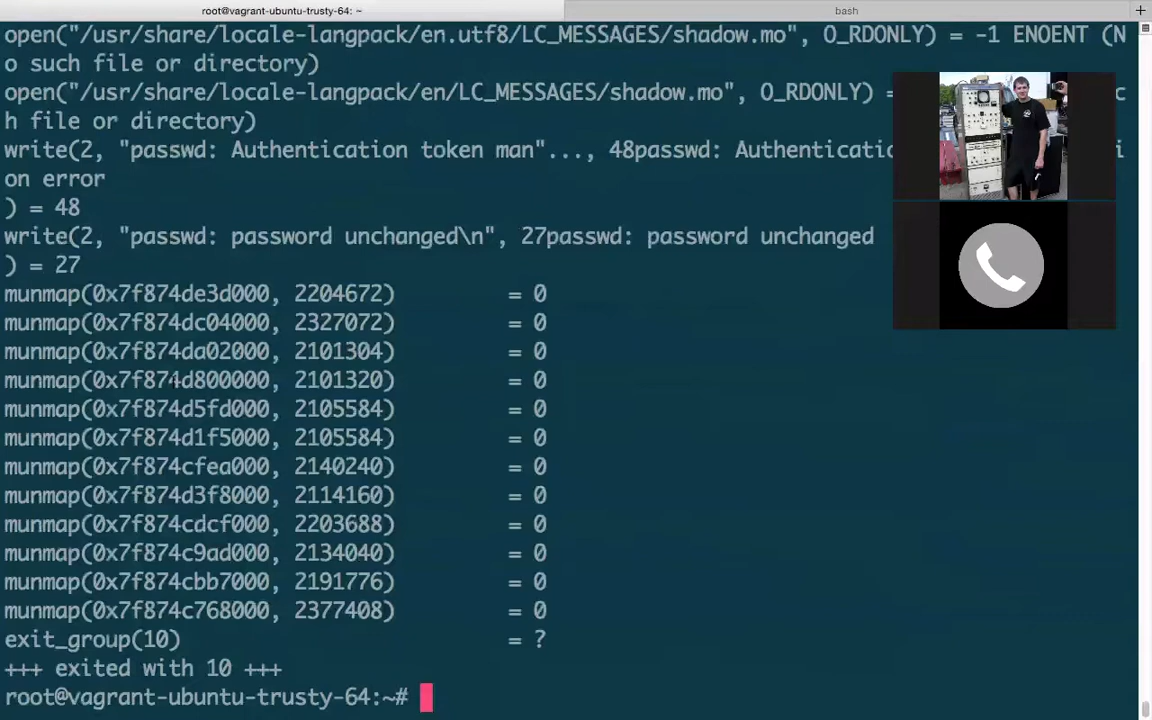 root@vagrant-ubuntu-trusty-64: ~
bash
open("/usr/share/locale-langpack/en.utf8/LC_MESSAGES/shadow.mo", O_RDONLY) = -1 ENOENT (N
o such file or directory)
open("/usr/share/locale-langpack/en/LC_MESSAGES/shadow.mo", O_RDONLY) = c
h file or directory)
write(2, "passwd: Authentication token man"..., 48passwd: Authenticati i
on error
) = 48
write(2, "passwd: password unchanged\n", 27passwd: password unchanged
) = 27
munmap(0x7f874de3d000, 2204672) = 0
munmap(0x7f874dc04000, 2327072) = 0
munmap(0x7f874da02000, 2101304) = 0
munmap(0x7f874d800000, 2101320) = 0
munmap(0x7f874d5fd000, 2105584) = 0
munmap(0x7f874d1f5000, 2105584) = 0
munmap(0x7f874cfea000, 2140240) = 0
munmap(0x7f874d3f8000, 2114160) = 0
munmap(0x7f874cdcf000, 2203688) = 0
munmap(0x7f874c9ad000, 2134040) = 0
munmap(0x7f874cbb7000, 2191776) = 0
munmap(0x7f874c768000, 2377408) = 0
exit_group(10) = ?
+++ exited with 10 +++
root@vagrant-ubuntu-trusty-64:~#